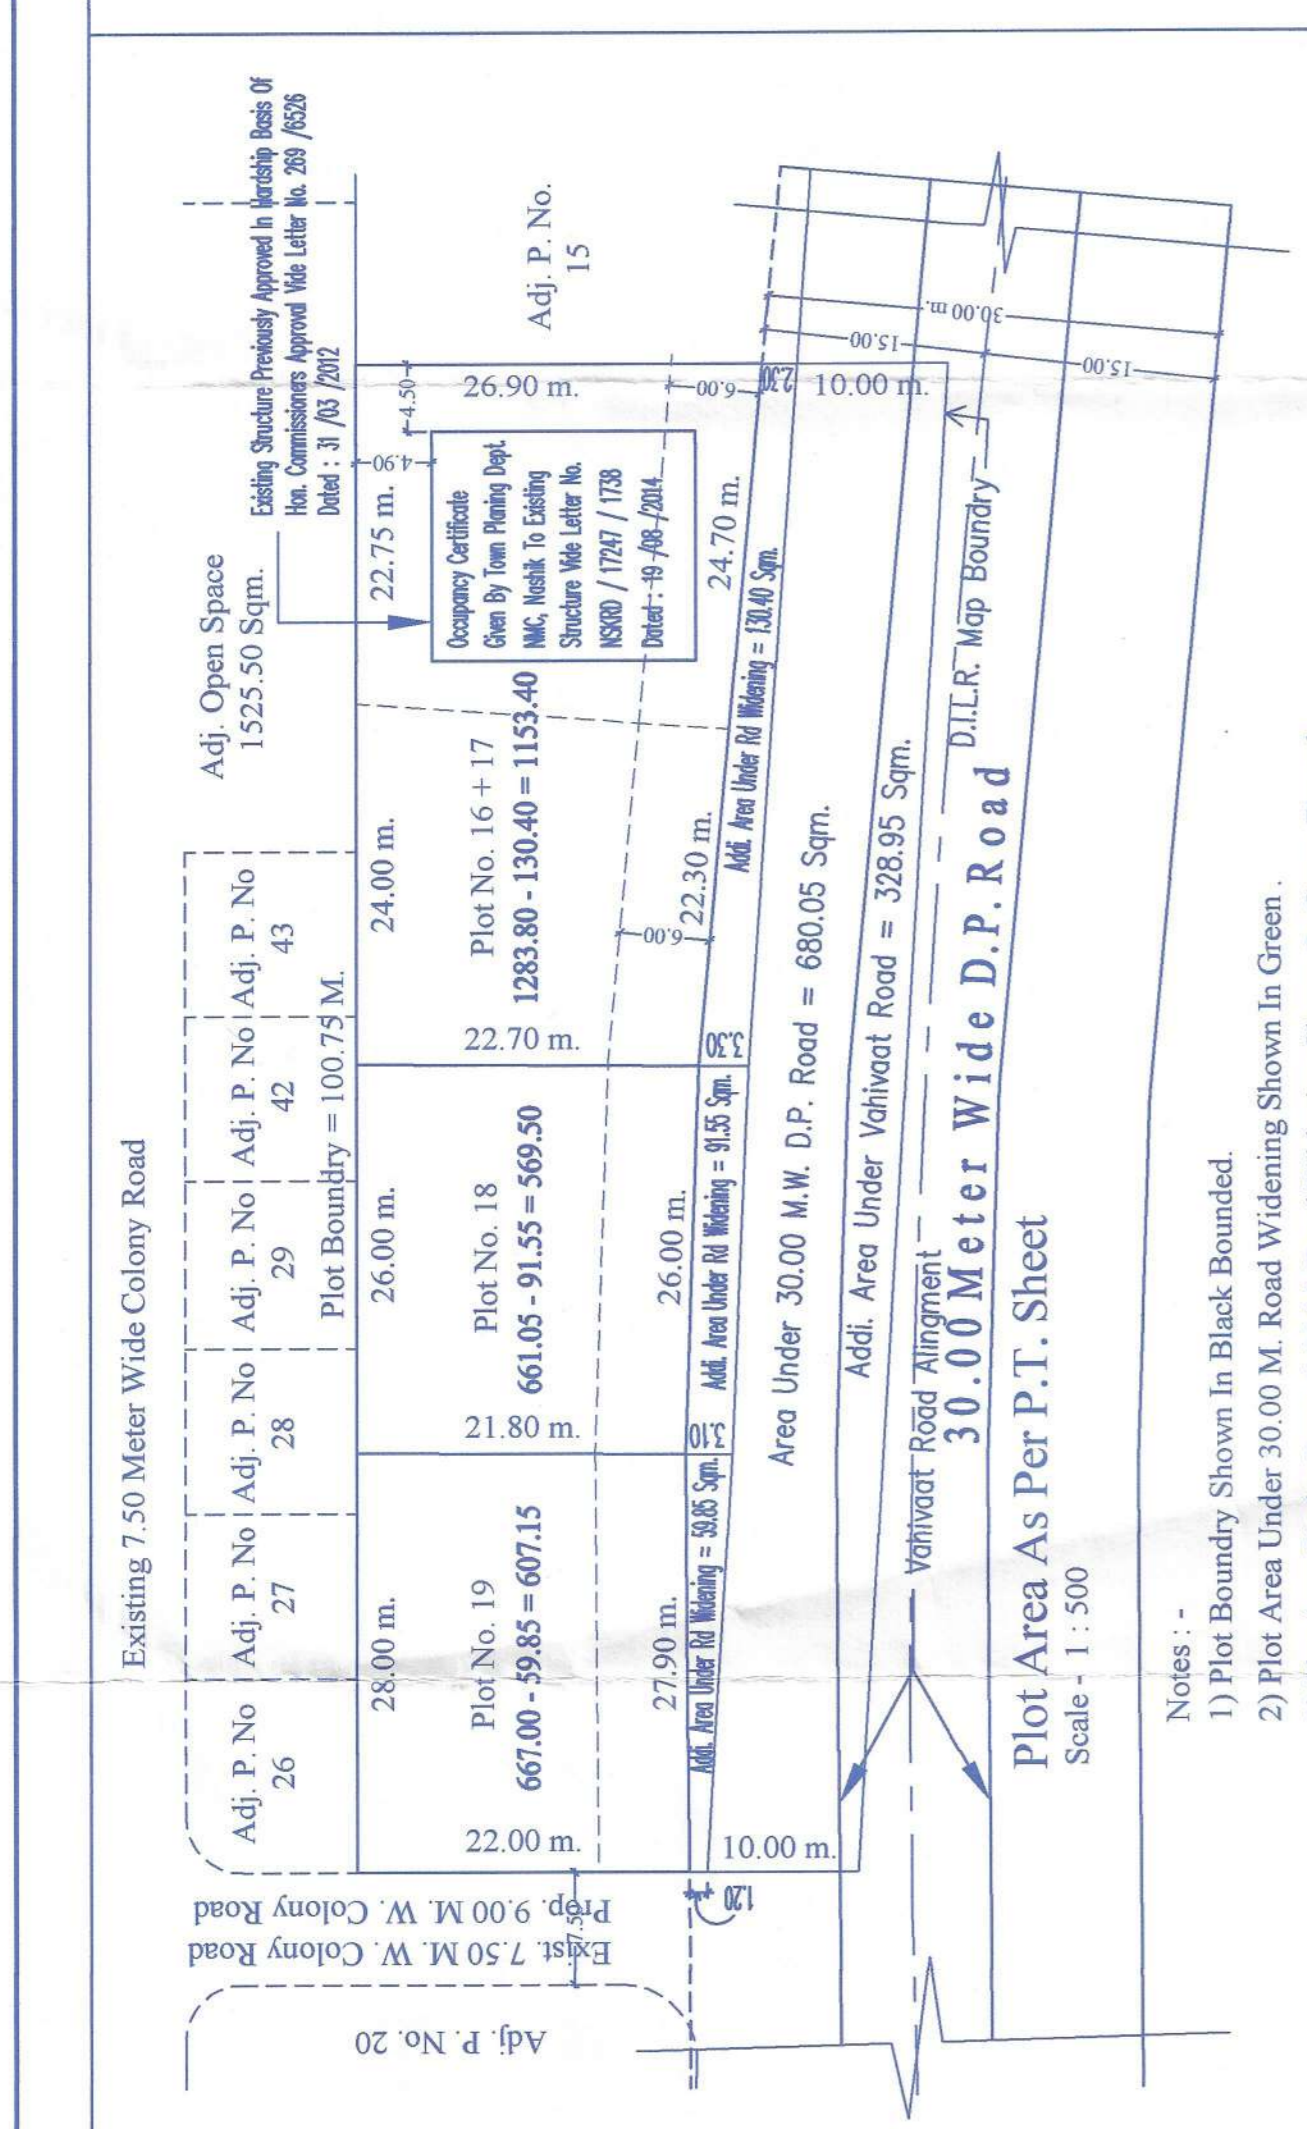 Existing 7.50 Meter Wide Colony Road
Existing Structure Previously Approved In Hardship Basis Of
Hon. Commissioners Approval Vide Letter No. 269 /6526
Dated : 31 /03 /2012
Adj. Open Space
1525.50 Sqm.
Adj. P. No
26
Adj. P. No
27
Adj. P. No
28
Adj. P. No
29
Adj. P. No
42
Adj. P. No
43
Plot Boundry = 100.75 M.
28.00 m.
26.00 m.
24.00 m.
22.75 m.
4.90
4.50
Adj. P. No. 20
Exist. 7.50 M. W. Colony Road
Prop. 9.00 M. W. Colony Road
7.50
22.00 m.
Plot No. 19
667.00 - 59.85 = 607.15
21.80 m.
Plot No. 18
661.05 - 91.55 = 569.50
22.70 m.
Plot No. 16 + 17
1283.80 - 130.40 = 1153.40
Occupancy Certificate
Given By Town Planing Dept.
NMC, Nashik To Existing
Structure Vide Letter No.
NSKRD / 17247 / 1738
Dated : 19 /08 /2014
26.90 m.
Adj. P. No.
15
27.90 m.
26.00 m.
22.30 m.
24.70 m.
6.00
6.00
1.20
3.10
3.30
2.30
Addi. Area Under Rd Widening = 59.85 Sqm.
Addi. Area Under Rd Widening = 91.55 Sqm.
Addi. Area Under Rd Widening = 130.40 Sqm.
10.00 m.
10.00 m.
Area Under 30.00 M.W. D.P. Road = 680.05 Sqm.
Addi. Area Under Vahivaat Road = 328.95 Sqm.
15.00
30.00 m.
15.00
Vahivaat Road Alingment
D.I.L.R. Map Boundry
30.00 Meter Wide D.P. Road
Plot Area As Per P.T. Sheet
Scale - 1 : 500
Notes : -
1) Plot Boundry Shown In Black Bounded.
2) Plot Area Under 30.00 M. Road Widening Shown In Green .